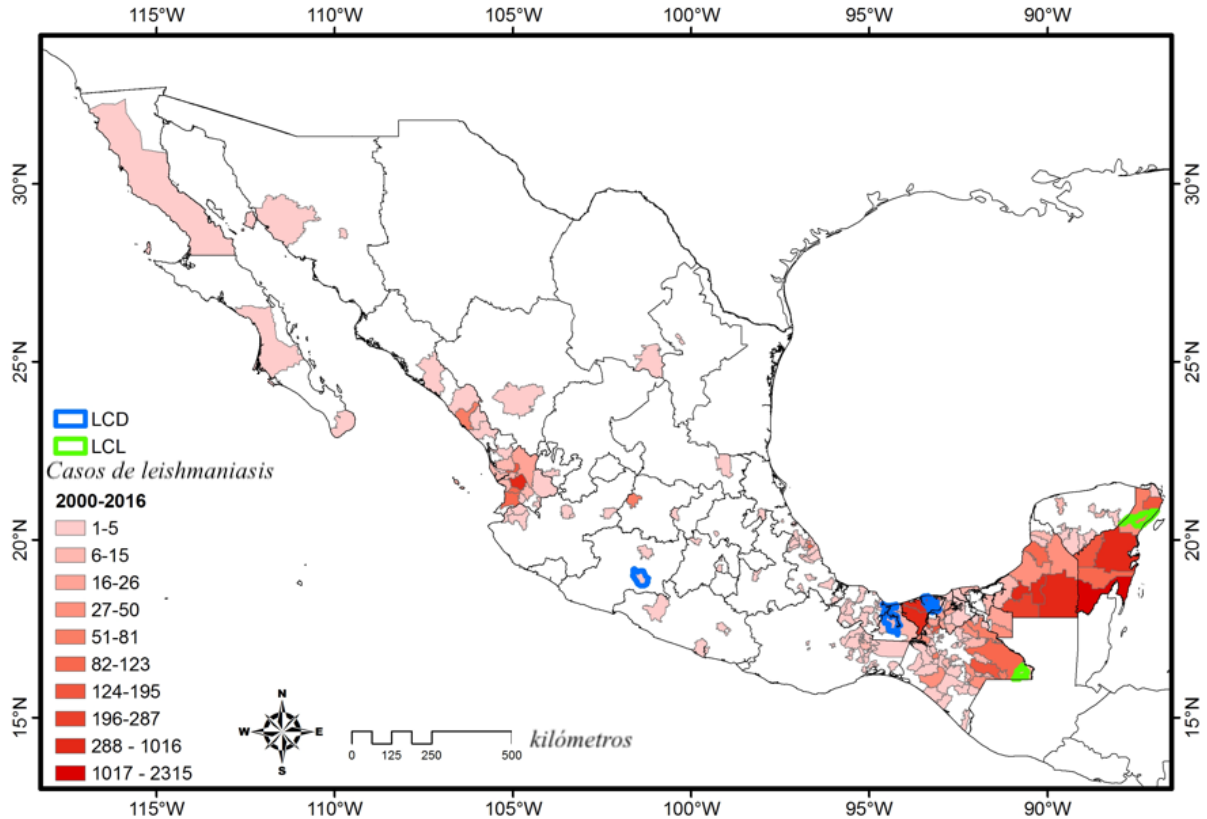 115°W 110°W 105°W 100°W 95°W 90°W
30°N 30°N
25°N 25°N
LCD
LCL
Casos de leishmaniasis
2000-2016
20°N 20°N
1-5
6-15
16-26
27-50
51-81
82-123
124-195
196-287
288 - 1016
1017 - 2315
15°N 15°N
N
W E
S
0 125 250 500
kilómetros
115°W 110°W 105°W 100°W 95°W 90°W